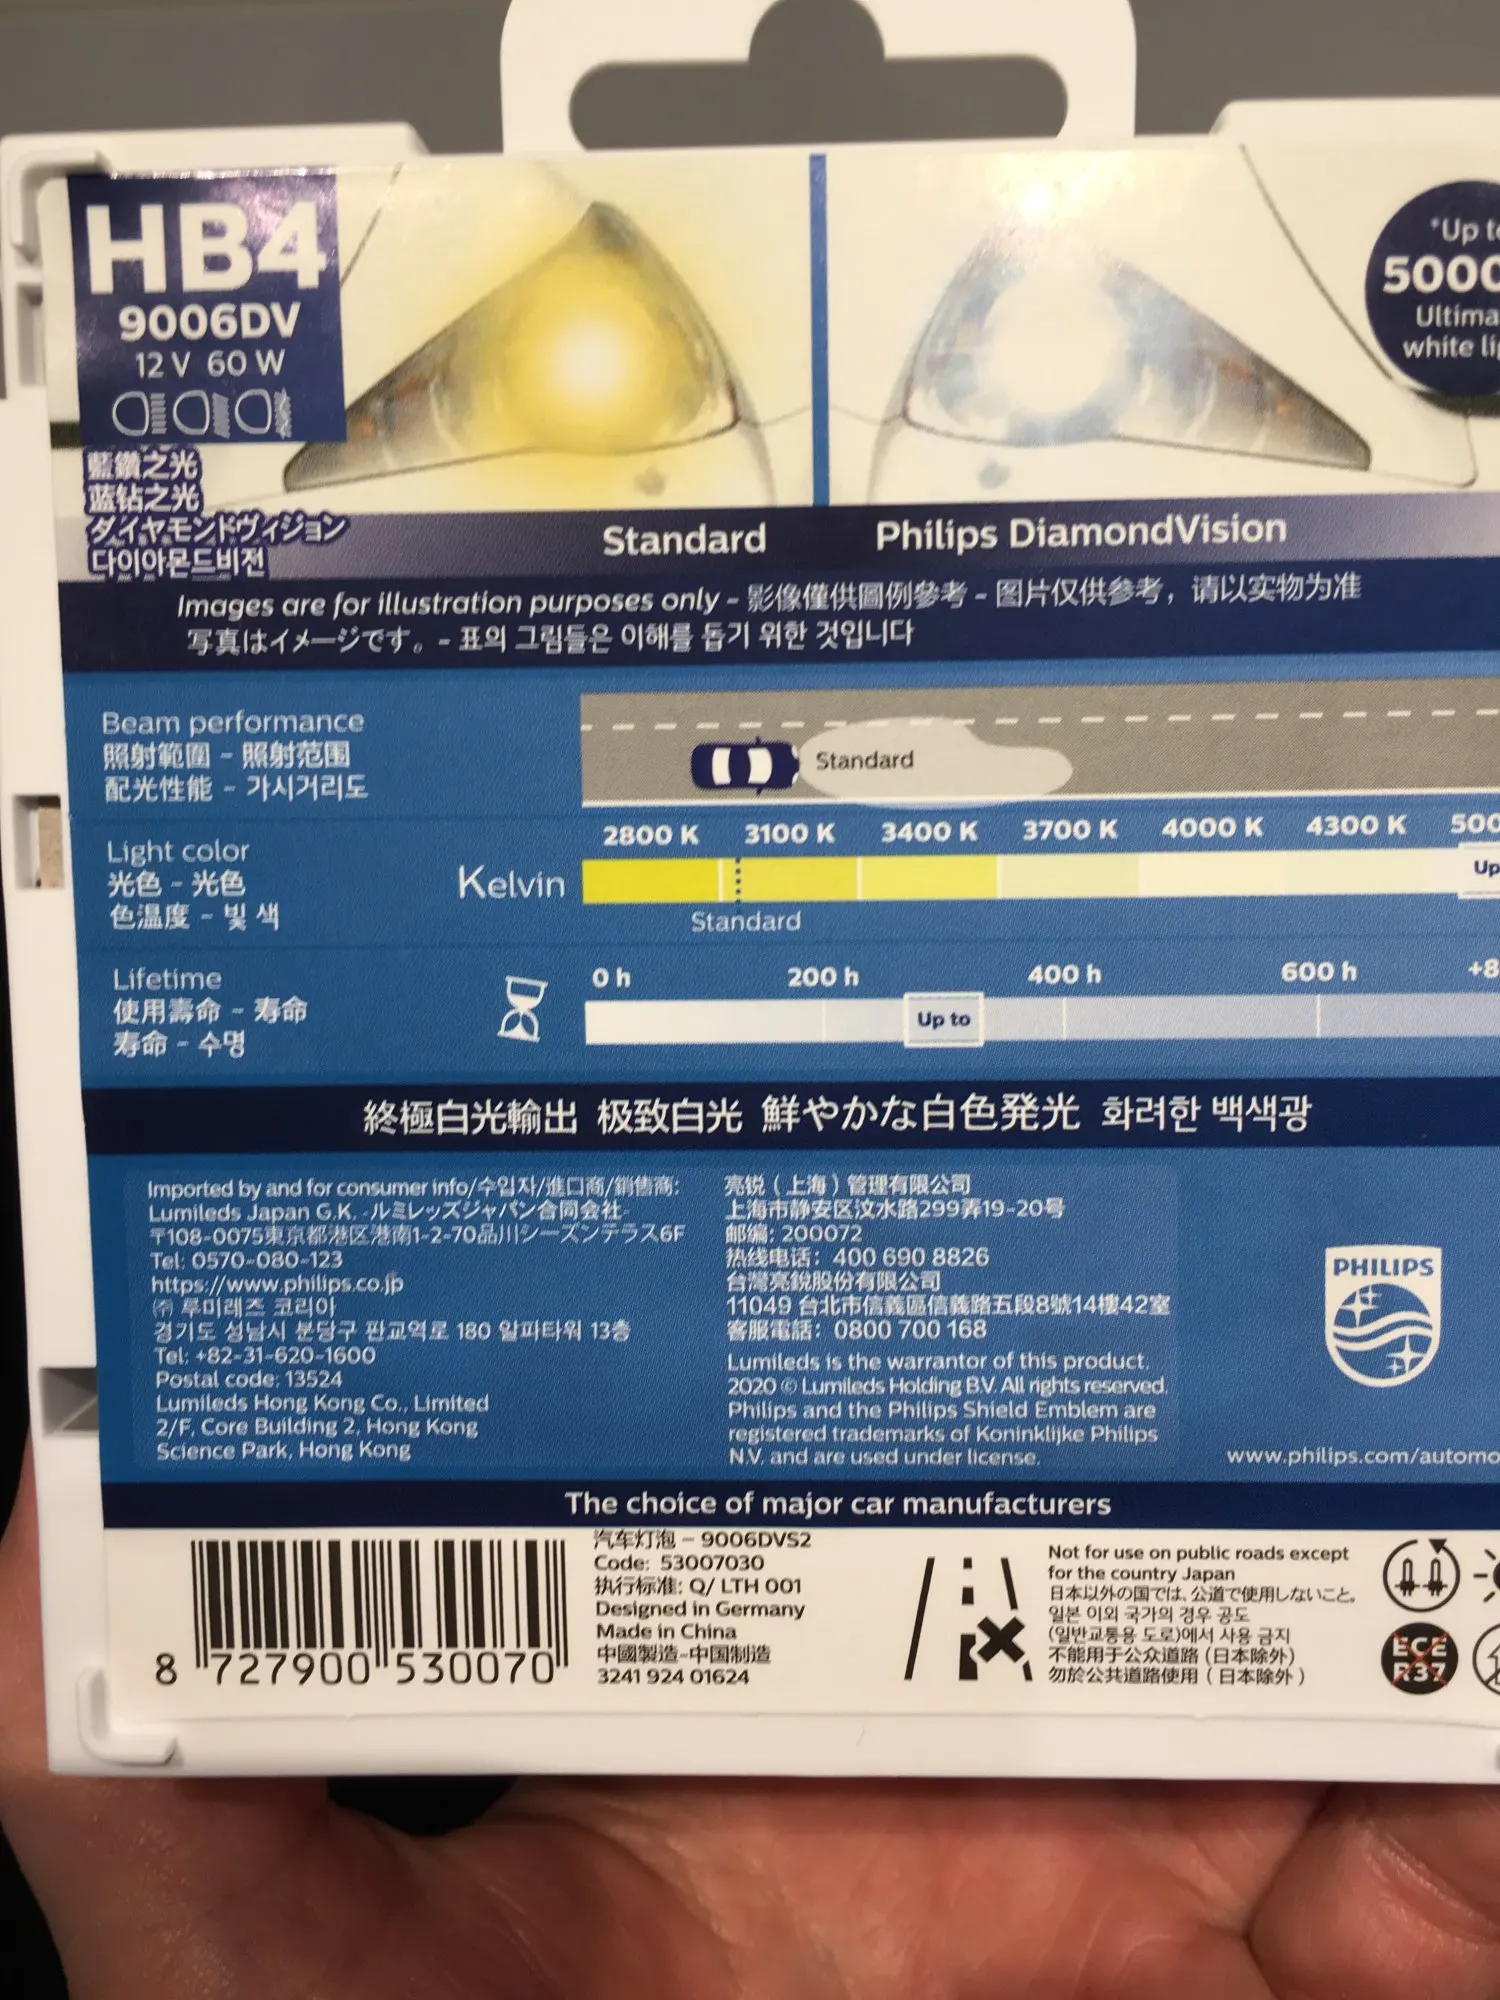 HB4
9006DV
12 V 60 W
藍鑽之光
蓝钻之光
ダイヤモンドヴィジョン
다이아몬드비전
*Up
5000
white
Standard
Philips DiamondVision
Images are for illustration purposes only - 影像僅供圖例參考 - 图片仅供参考，请以实物为准
写真はイメージです。- 표의 그림들은 이해를 돕기 위한 것입니다
Beam performance
照射範圍 - 照射范围
配光性能 - 가시거리도
Standard
Light color
光色 - 光色
色温度 - 빛 색
Kelvin
2800 K 3100 K 3400 K 3700 K 4000 K 4300 K
Up
Standard
Lifetime
使用壽命 - 寿命
寿命 - 수명
0 h 200 h 400 h 600 h
Up to
終極白光輸出 极致白光 鮮やかな白色発光 화려한 백색광
Imported by and for consumer info/수입자/進口商/銷售商:
Lumileds Japan G.K. -ルミレッズジャパン合同会社-
〒108-0075東京都港区港南1-2-70品川シーズンテラス6F
Tel: 0570-080-123
https://www.philips.co.jp
㈜ 루미레즈 코리아
경기도 성남시 분당구 판교역로 180 알파타워 13층
Tel: +82-31-620-1600
Postal code: 13524
Lumileds Hong Kong Co., Limited
2/F, Core Building 2, Hong Kong
Science Park, Hong Kong
亮锐（上海）管理有限公司
上海市静安区汶水路299弄19-20号
邮编: 200072
热线电话：400 690 8826
台灣亮銳股份有限公司
11049 台北市信義區信義路五段8號14樓42室
客服電話：0800 700 168
Lumileds is the warrantor of this product.
2020 © Lumileds Holding B.V. All rights reserved.
Philips and the Philips Shield Emblem are
registered trademarks of Koninklijke Philips
N.V. and are used under license.
PHILIPS
www.philips.com/automo
The choice of major car manufacturers
8 727900 530070
汽车灯泡 - 9006DVS2
Code: 53007030
执行标准: Q/ LTH 001
Designed in Germany
Made in China
中國製造-中国制造
3241 924 01624
Not for use on public roads except
for the country Japan
日本以外の国では、公道で使用しないこと。
일본 이외 국가의 경우 공도
(일반교통용 도로)에서 사용 금지
不能用于公众道路 (日本除外)
勿於公共道路使用 ( 日本除外 )
ECE
R37